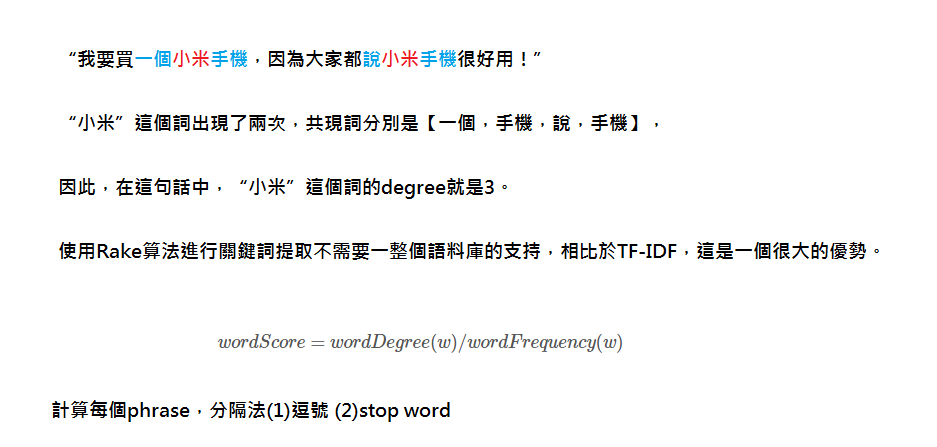 “我要買一個小米手機，因為大家都說小米手機很好用！”
“小米”這個詞出現了兩次，共現詞分別是【一個，手機，說，手機】，
因此，在這句話中，“小米”這個詞的degree就是3。
使用Rake算法進行關鍵詞提取不需要一整個語料庫的支持，相比於TF-IDF，這是一個很大的優勢。
wordScore = wordDegree(w)/wordFrequency(w)
計算每個phrase，分隔法(1)逗號 (2)stop word